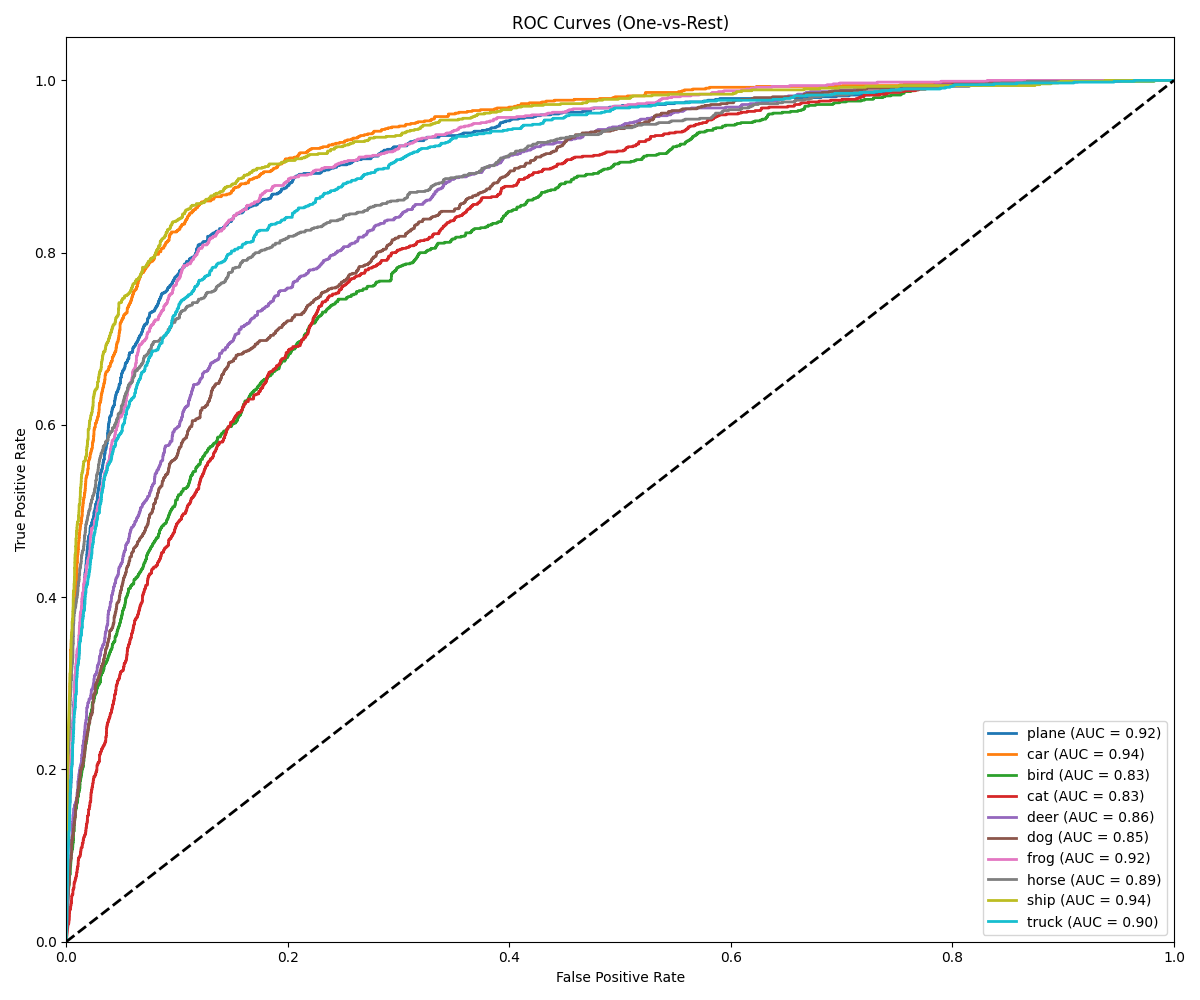 ROC Curves (One-vs-Rest)
True Positive Rate
1.0
0.8
0.6
0.4
0.2
0.0
0.0 0.2 0.4 0.6 0.8 1.0
False Positive Rate
plane (AUC = 0.92)
car (AUC = 0.94)
bird (AUC = 0.83)
cat (AUC = 0.83)
deer (AUC = 0.86)
dog (AUC = 0.85)
frog (AUC = 0.92)
horse (AUC = 0.89)
ship (AUC = 0.94)
truck (AUC = 0.90)